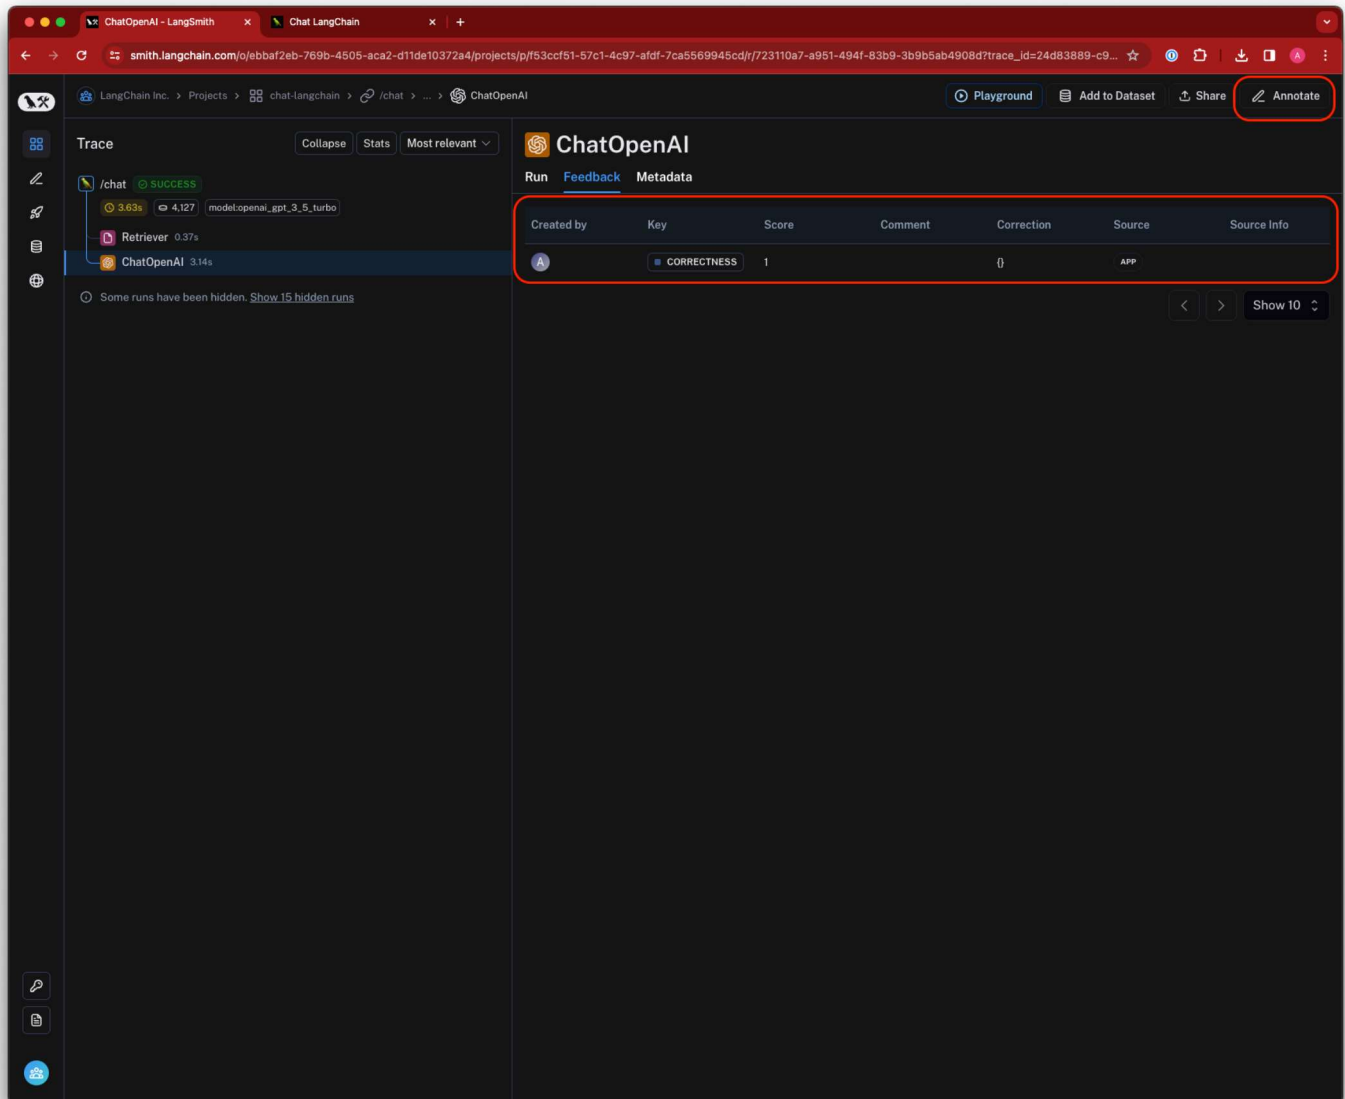 ChatOpenAI - LangSmith
Chat LangChain
smith.langchain.com/o/ebbaf2eb-769b-4505-aca2-d11de10372a4/projects/p/f53ccf51-57c1-4c97-afdf-7ca5569945cd/r/723110a7-a951-494f-83b9-3b9b5ab4908d?trace_id=24d83889-c9...
A
LangChain Inc. > Projects > chat-langchain > /chat > ... > ChatOpenAI
Playground Add to Dataset Share Annotate
Trace Collapse Stats Most relevant
ChatOpenAI
Run Feedback Metadata
/chat SUCCESS
3.63s 4,127 model:openai_gpt_3_5_turbo
Retriever 0.37s
ChatOpenAI 3.14s
Some runs have been hidden. Show 15 hidden runs
Created by Key Score Comment Correction Source Source Info
A CORRECTNESS 1 {} APP
Show 10